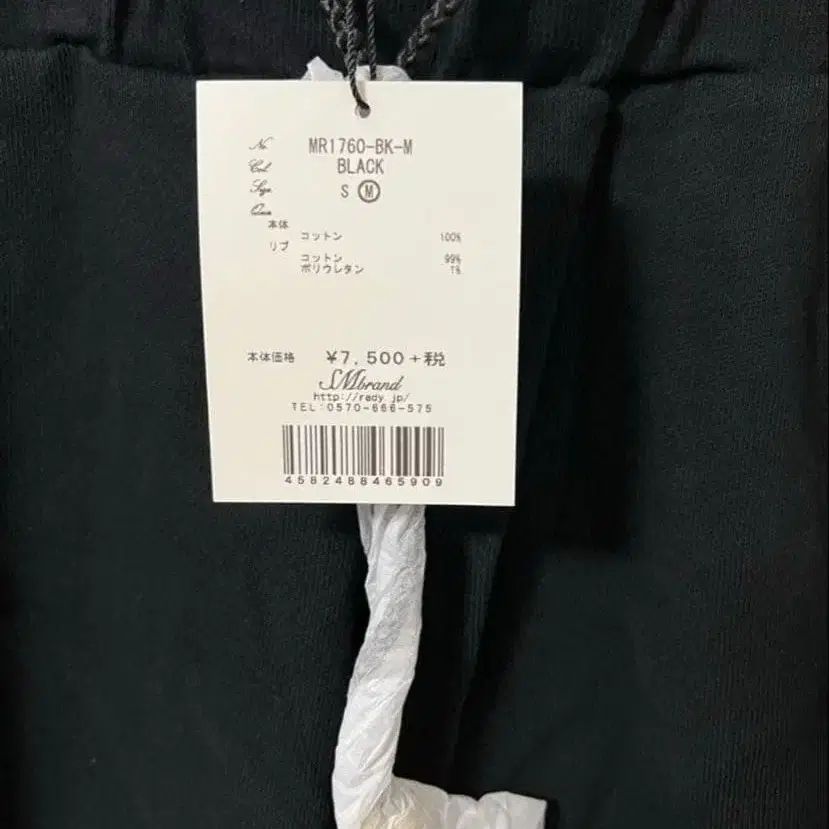 No MR1760-BK-M
Col BLACK
Size S M
Qua
本体
コットン 100%
リブ
コットン 99%
ポリウレタン 1%
本体価格 ¥7,500+税
SMbrand
http://redy.jp/
TEL:0570-666-575
4582488465909